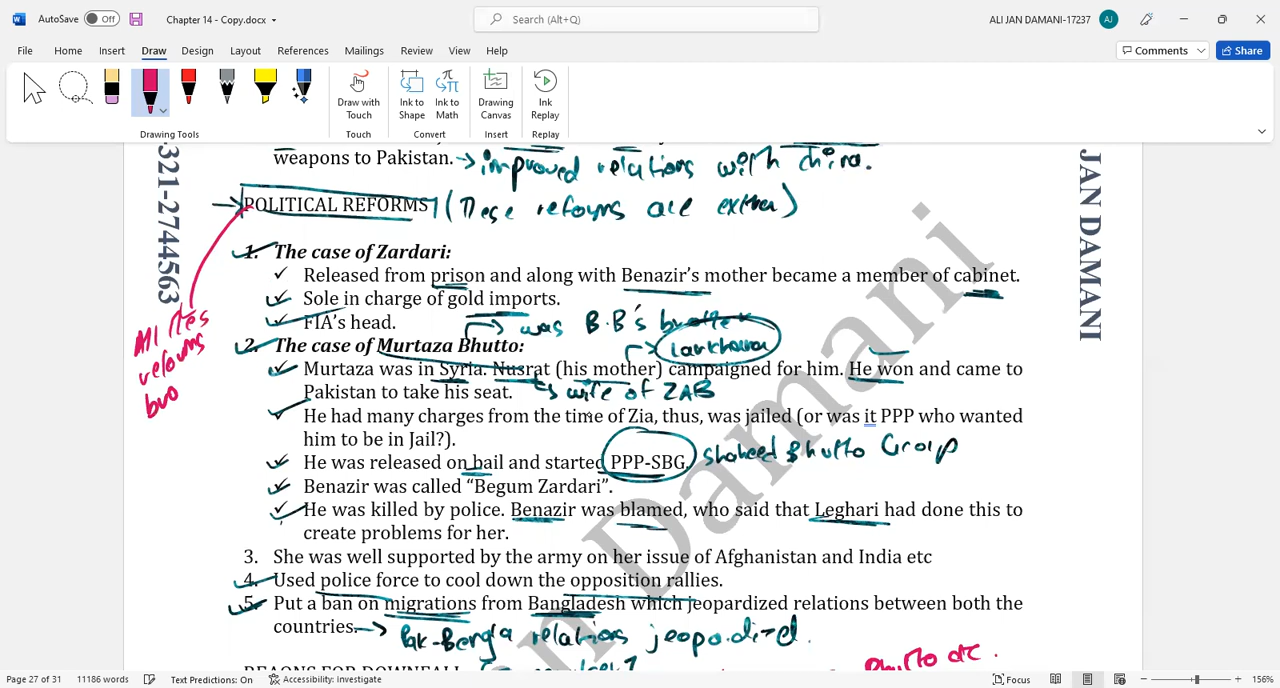 AutoSave Off Chapter 14 - Copy.docx Search (Alt+Q) ALI JAN DAMANI-17237 AJ
File Home Insert Draw Design Layout References Mailings Review View Help Comments Share
Draw with Touch Ink to Shape Ink to Math Drawing Canvas Ink Replay
Drawing Tools Touch Convert Insert Replay
weapons to Pakistan. → improved relations with china.
POLITICAL REFORMS (These reforms are extra)
1. The case of Zardari:
✓ Released from prison and along with Benazir's mother became a member of cabinet.
✓ Sole in charge of gold imports.
✓ FIA's head.
was B.B's brother
2. The case of Murtaza Bhutto:
Larkhana
✓ Murtaza was in Syria. Nusrat (his mother) campaigned for him. He won and came to
Pakistan to take his seat.
wife of ZAB
✓ He had many charges from the time of Zia, thus, was jailed (or was it PPP who wanted
him to be in Jail?).
✓ He was released on bail and started PPP-SBG. Shaheed Bhutto Group
✓ Benazir was called “Begum Zardari”.
✓ He was killed by police. Benazir was blamed, who said that Leghari had done this to
create problems for her.
3. She was well supported by the army on her issue of Afghanistan and India etc
4. Used police force to cool down the opposition rallies.
5. Put a ban on migrations from Bangladesh which jeopardized relations between both the
countries. → Pak-Bengla relations jeopodized.
REAONS FOR DOWNFALL
Bhutto etc.
All
reforms
321-2744563
JAN DAMANI
Damani
Page 27 of 31 11186 words Text Predictions: On Accessibility: Investigate Focus 156%